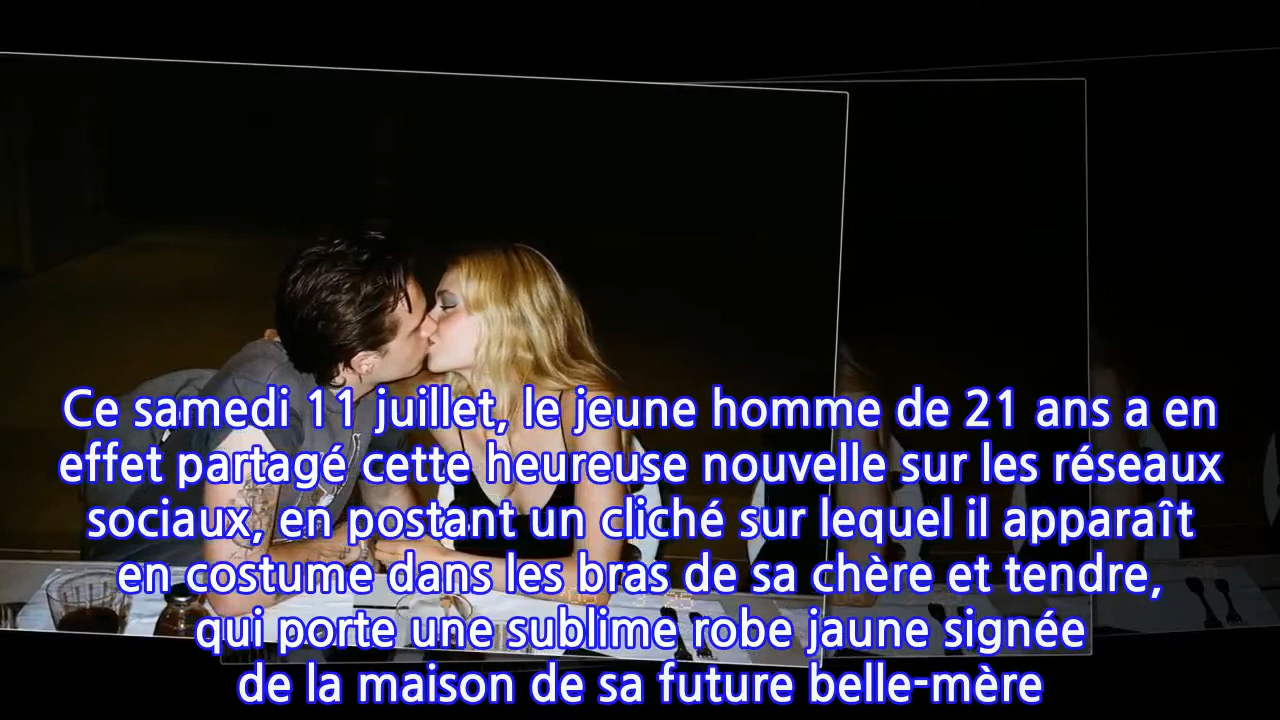 Ce samedi 11 juillet, le jeune homme de 21 ans a en
effet partagé cette heureuse nouvelle sur les réseaux
sociaux, en postant un cliché sur lequel il apparaît
en costume dans les bras de sa chère et tendre,
qui porte une sublime robe jaune signée
de la maison de sa future belle-mère